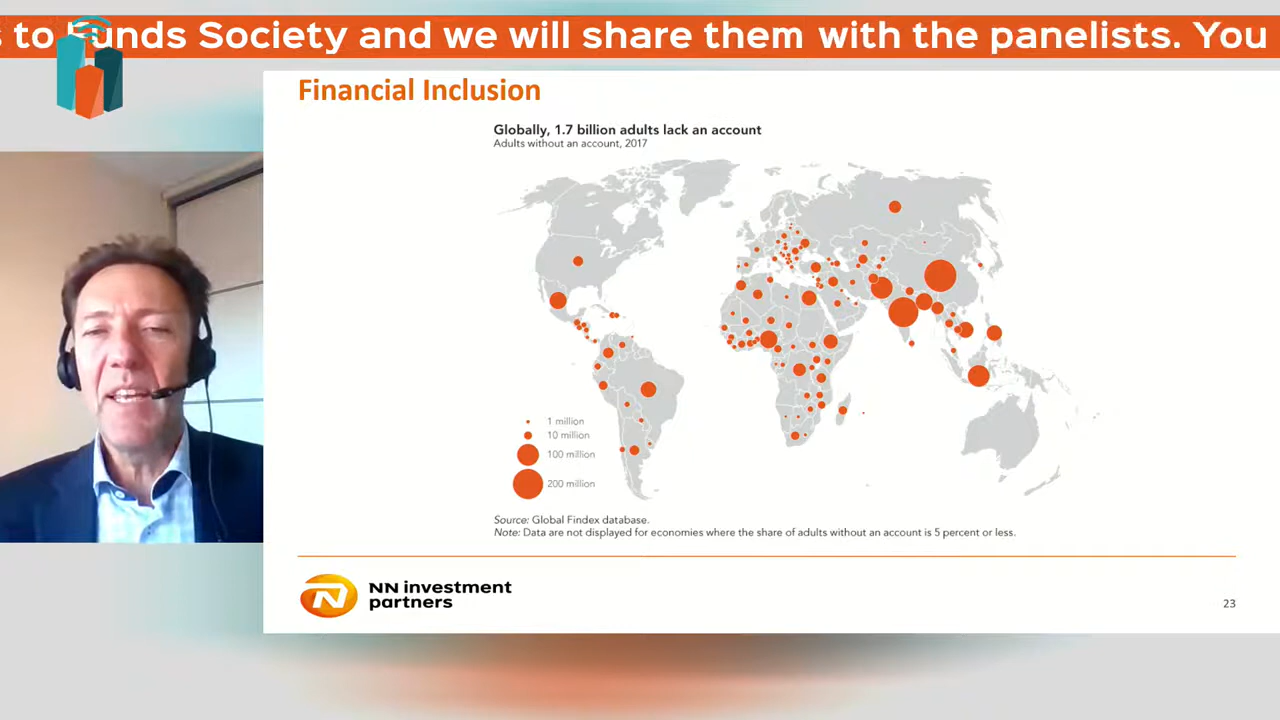 s to Funds Society and we will share them with the panelists. You
Financial Inclusion
Globally, 1.7 billion adults lack an account
Adults without an account, 2017
1 million
10 million
100 million
200 million
Source: Global Findex database.
Note: Data are not displayed for economies where the share of adults without an account is 5 percent or less.
NN investment
partners
23